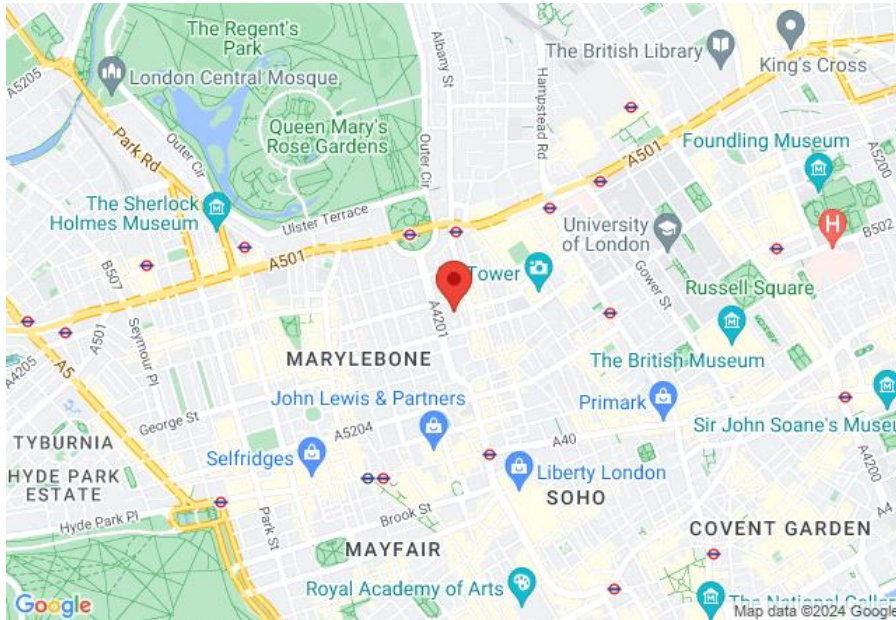 The Regent's
Park
Albany St
The British Library
King's Cross
A5205
London Central Mosque
Hampstead Rd
Park Rd
Outer Cir
Queen Mary's
Rose Gardens
Outer Cir
A501
Foundling Museum
A5200
The Sherlock
Holmes Museum
Ulster Terrace
University
of London
H
B502
B507
A501
Tower
Gower St
Russell Square
A4201
A501
Seymour Pl
A4205
A5
MARYLEBONE
The British Museum
John Lewis & Partners
Primark
George St
A5204
A40
Sir John Soane's Museu
TYBURNIA
Selfridges
Liberty London
HYDE PARK
ESTATE
SOHO
A4200
Hyde Park Pl
Park St
Brook St
A4
COVENT GARDEN
MAYFAIR
Royal Academy of Arts
The National Galler
Google
Map data ©2024 Google